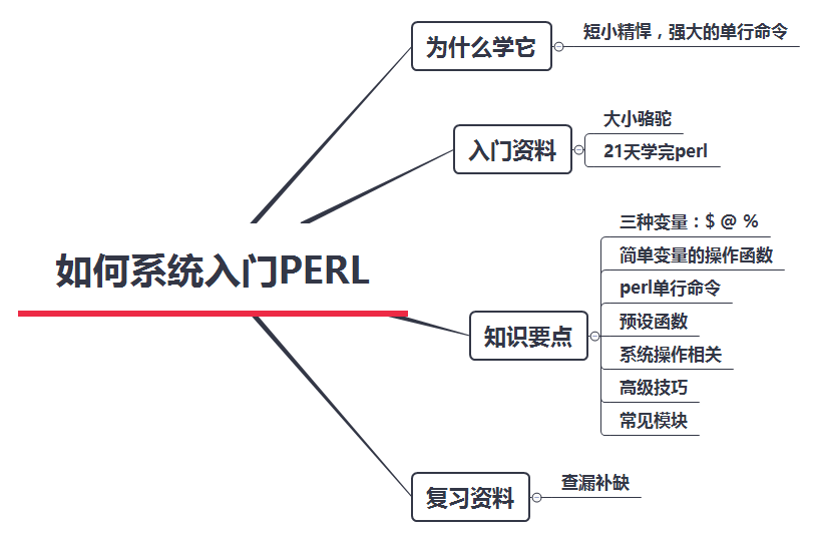 如何系统入门PERL
为什么学它
短小精悍，强大的单行命令
入门资料
大小骆驼
21天学完perl
知识要点
三种变量：$ @ %
简单变量的操作函数
perl单行命令
预设函数
系统操作相关
高级技巧
常见模块
复习资料
查漏补缺